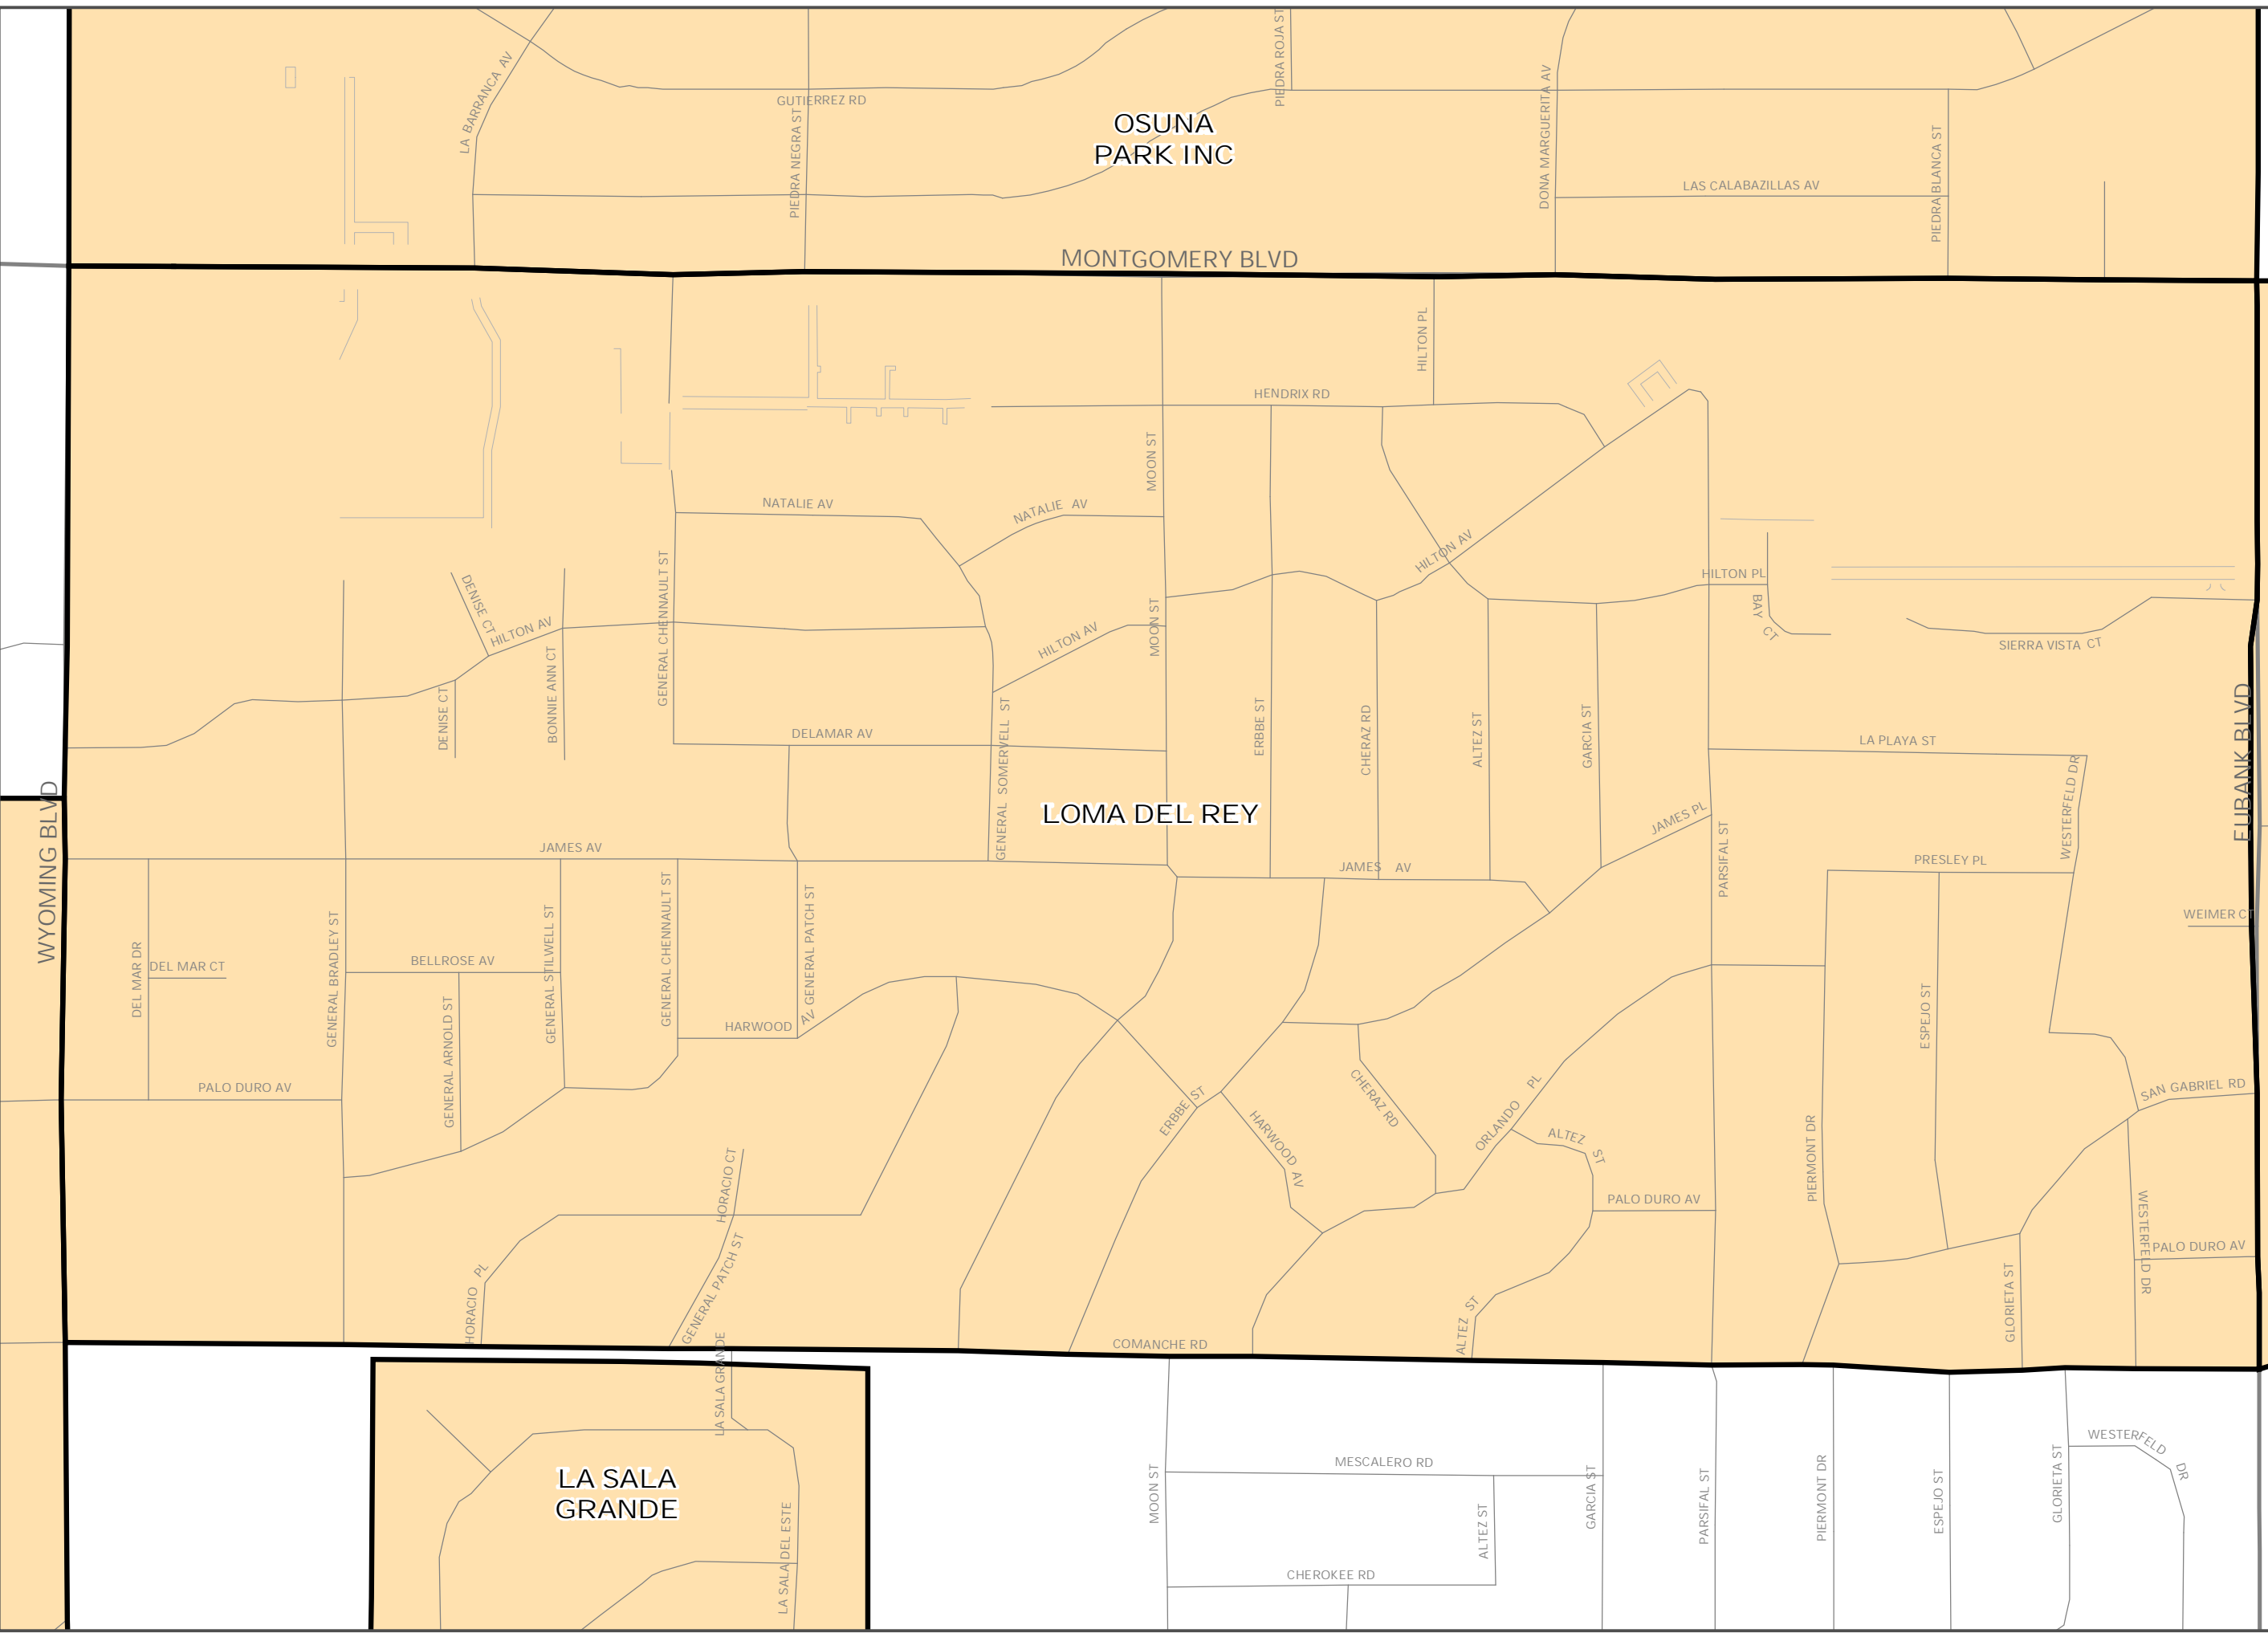 LA BARRANCA AV
GUTIERREZ RD
PIEDRA NEGRA ST
PIEDRA ROJA ST
OSUNA
PARK INC
DONA MARGUERITA AV
LAS CALABAZILLAS AV
PIEDRA BLANCA ST
MONTGOMERY BLVD
HILTON PL
HENDRIX RD
MOON ST
NATALIE AV
NATALIE AV
HILTON AV
GENERAL CHENNAULT ST
DENISE CT
HILTON AV
BONNIE ANN CT
DENISE CT
HILTON AV
MOON ST
HILTON PL
BAY CT
SIERRA VISTA CT
EUBANK BLVD
GENERAL SOMERVELL ST
DELAMAR AV
ERBBE ST
CHERAZ RD
ALTEZ ST
GARCIA ST
LA PLAYA ST
WESTERFELD DR
WYOMING BLVD
LOMA DEL REY
JAMES PL
PARSIFAL ST
JAMES AV
JAMES AV
PRESLEY PL
WEIMER CT
DEL MAR DR
DEL MAR CT
GENERAL BRADLEY ST
BELLROSE AV
GENERAL ARNOLD ST
GENERAL STILWELL ST
GENERAL CHENNAULT ST
GENERAL PATCH ST
HARWOOD AV
ESPEJO ST
PALO DURO AV
ERBBE ST
HARWOOD AV
CHERAZ RD
ORLANDO PL
ALTEZ ST
PALO DURO AV
PIERMONT DR
SAN GABRIEL RD
WESTERFELD DR
PALO DURO AV
GLORIETA ST
HORACIO CT
HORACIO PL
GENERAL PATCH ST
ALTEZ ST
COMANCHE RD
LA SALA GRANDE
LA SALA
GRANDE
LA SALA DEL ESTE
MOON ST
MESCALERO RD
ALTEZ ST
GARCIA ST
CHEROKEE RD
PARSIFAL ST
PIERMONT DR
ESPEJO ST
GLORIETA ST
WESTERFELD DR